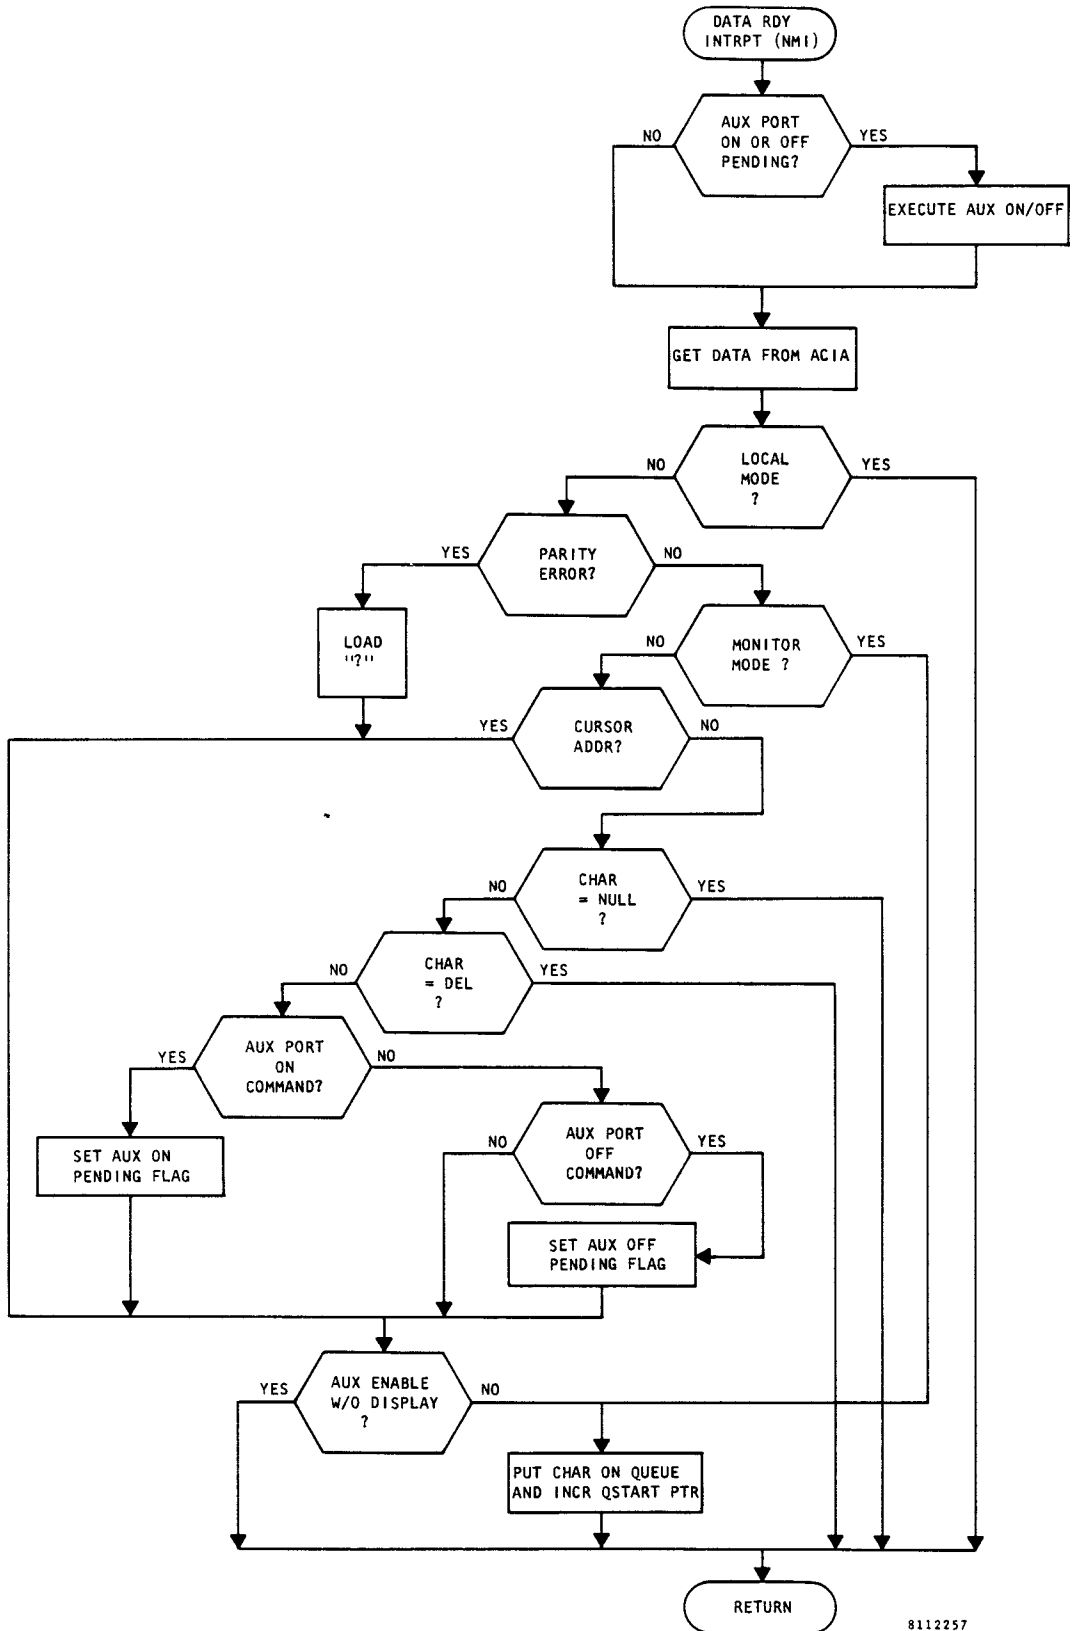 DATA RDY
INTRPT (NMI)
AUX PORT
ON OR OFF
PENDING?
NO
YES
EXECUTE AUX ON/OFF
GET DATA FROM ACIA
LOCAL
MODE
?
NO
YES
PARITY
ERROR?
YES
NO
LOAD
"?"
MONITOR
MODE ?
NO
YES
CURSOR
ADDR?
YES
NO
CHAR
= NULL
?
NO
YES
CHAR
= DEL
?
NO
YES
AUX PORT
ON
COMMAND?
YES
NO
SET AUX ON
PENDING FLAG
AUX PORT
OFF
COMMAND?
NO
YES
SET AUX OFF
PENDING FLAG
AUX ENABLE
W/O DISPLAY
?
YES
NO
PUT CHAR ON QUEUE
AND INCR QSTART PTR
RETURN
8112257